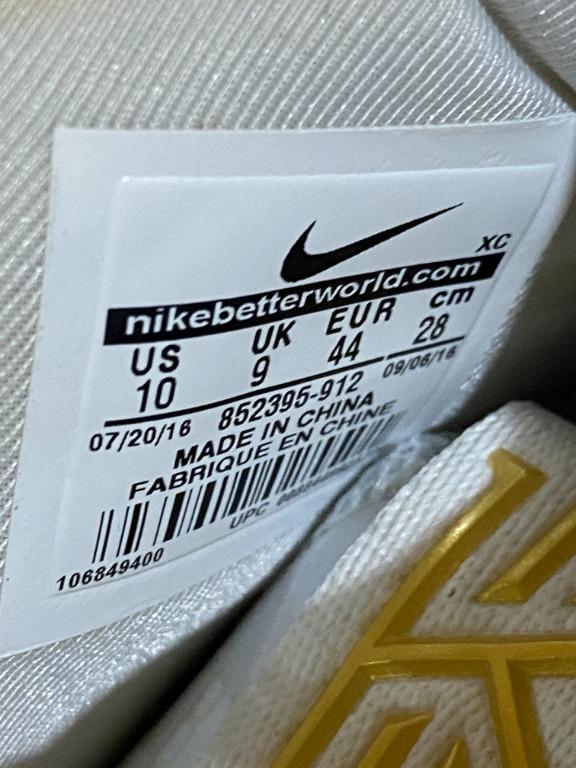 XC
nikebetterworld.com
US UK EUR cm
10 9 44 28
07/20/16 852395-912 09/06/16
MADE IN CHINA
FABRIQUE EN CHINE
UPC
106849400